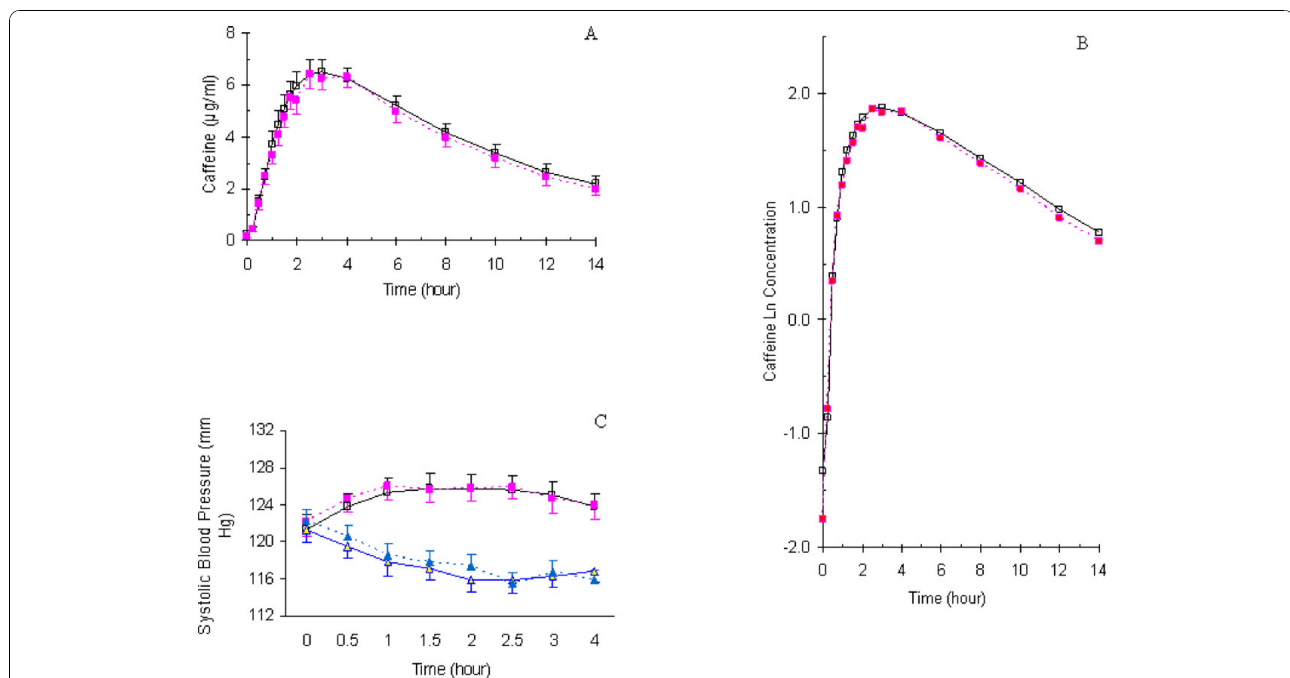 A
8
6
4
2
0
Caffeine (µ g/ml)
0 2 4 6 8 10 12 14
Time (hour)
B
2.0
1.0
0.0
-1.0
-2.0
Caffeine Ln Concentration
0 2 4 6 8 10 12 14
Time (hour)
C
132
128
124
120
116
112
Systolic Blood Pressure (mm
Hg)
0 0.5 1 1.5 2 2.5 3 4
Time (hour)